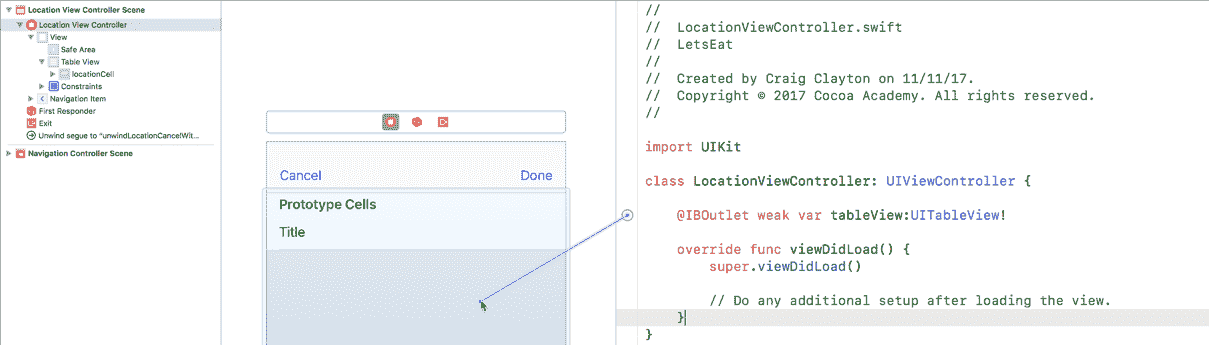 Location View Controller Scene
Location View Controller
View
Safe Area
Table View
locationCell
Constraints
Navigation Item
First Responder
Exit
Unwind segue to "unwindLocationCancelWit...
Navigation Controller Scene
Cancel
Done
Prototype Cells
Title
//
//  LocationViewController.swift
//  LetsEat
//
//  Created by Craig Clayton on 11/11/17.
//  Copyright © 2017 Cocoa Academy. All rights reserved.
//
import UIKit
class LocationViewController: UIViewController {
@IBOutlet weak var tableView:UITableView!
override func viewDidLoad() {
super.viewDidLoad()
// Do any additional setup after loading the view.
}
}